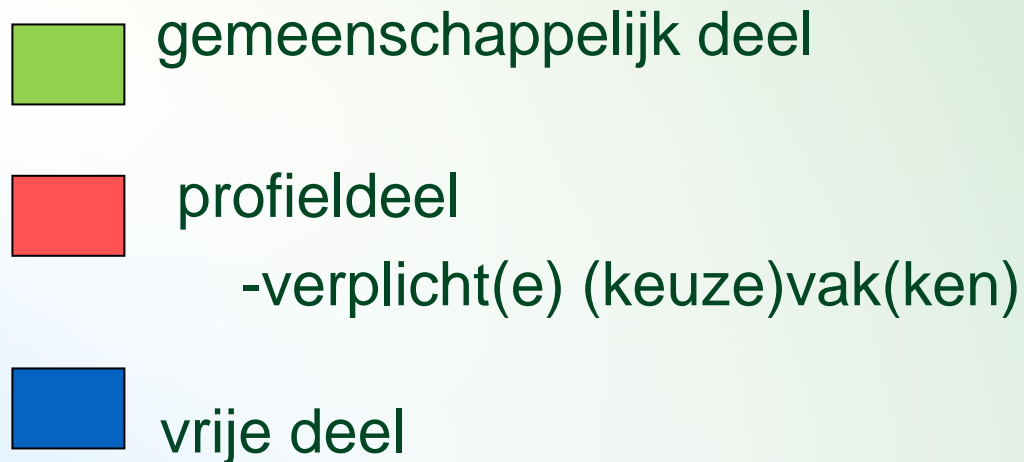 gemeenschappelijk deel
profieldeel
-verplicht(e) (keuze)vak(ken)
vrije deel